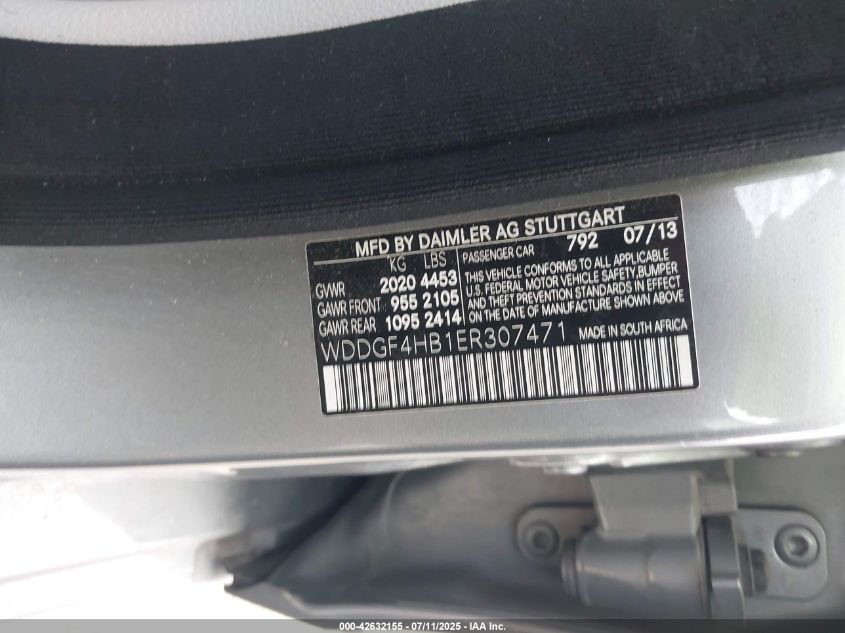 MFD BY DAIMLER AG STUTTGART
KG LBS
GVWR 2020 4453
GAWR FRONT 955 2105
GAWR REAR 1095 2414
PASSENGER CAR 792 07/13
THIS VEHICLE CONFORMS TO ALL APPLICABLE
U.S. FEDERAL MOTOR VEHICLE SAFETY, BUMPER
AND THEFT PREVENTION STANDARDS IN EFFECT
ON THE DATE OF MANUFACTURE SHOWN ABOVE
WDDGF4HB1ER307471 MADE IN SOUTH AFRICA
000-42632155 - 07/11/2025 - IAA Inc.